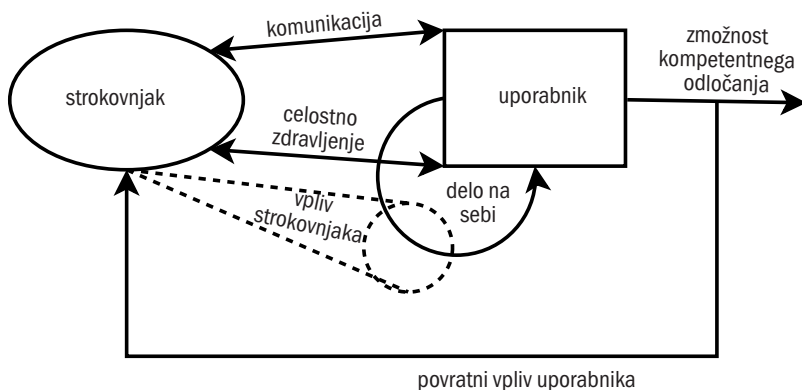 komunikacija
strokovnjak
uporabnik
zmožnost
kompetentnega
odločanja
celostno
zdravljenje
vpliv
strokovnjaka
delo na
sebi
povratni vpliv uporabnika